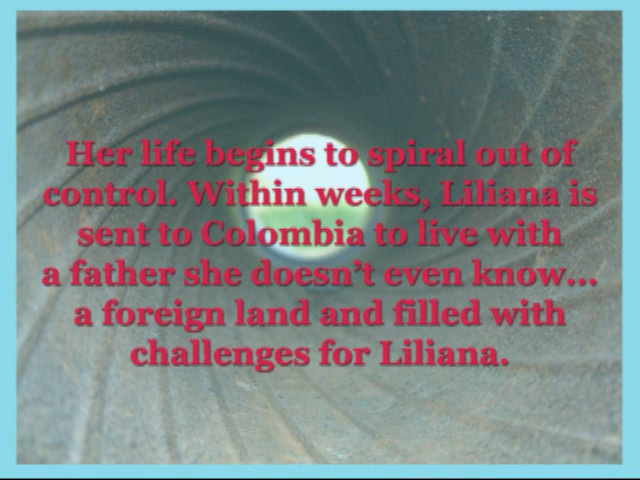 Her life begins to spiral out of
control. Within weeks, Liliana is
sent to Colombia to live with
a father she doesn’t even know...
a foreign land and filled with
challenges for Liliana.